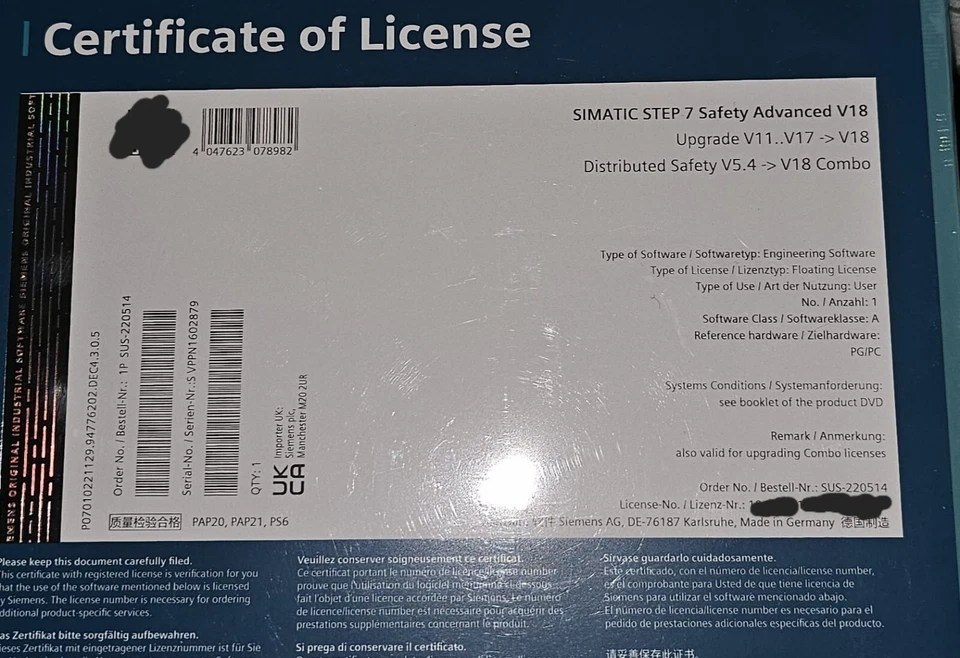 Certificate of License
4 047623 078982
SIMATIC STEP 7 Safety Advanced V18
Upgrade V11..V17 -> V18
Distributed Safety V5.4 -> V18 Combo
Type of Software / Softwaretyp: Engineering Software
Type of License / Lizenztyp: Floating License
Type of Use / Art der Nutzung: User
No. / Anzahl: 1
Software Class / Softwareklasse: A
Reference hardware / Zielhardware:
PG/PC
Systems Conditions / Systemanforderung:
see booklet of the product DVD
Remark / Anmerkung:
also valid for upgrading Combo licenses
Order No. / Bestell-Nr.: SUS-220514
License-No. / Lizenz-Nr.: 1
Siemens AG, DE-76187 Karlsruhe, Made in Germany 德国制造
P07010221129.94776202.DEC4.3.0.5
Order No. / Bestell-Nr.: 1P SUS-220514
Serial-No. / Serien-Nr.:S VPPN1602879
QTY: 1
UK
CA
Importer UK:
Siemens plc,
Manchester M20 2UR
质量检验合格 PAP20, PAP21, PS6
SIEMENS ORIGINAL INDUSTRIAL SOFTWARE SIEMENS ORIGINAL INDUSTRIAL SOFT
Please keep this document carefully filed.
This certificate with registered license is verification for you
that the use of the software mentioned below is licensed
by Siemens. The license number is necessary for ordering
additional product-specific services.
Das Zertifikat bitte sorgfältig aufbewahren.
Dieses Zertifikat mit eingetragener Lizenznummer ist für Sie
Veuillez conserver soigneusement ce certificat.
Ce certificat portant le numéro de licence/license number
prouve que l'utilisation du logiciel mentionné ci-dessous
fait l'objet d'une licence accordée par Siemens. Le numéro
de licence/license number est nécessaire pour acquérir des
prestations supplémentaires concernant le produit.
Si prega di conservare il certificato.
Sírvase guardarlo cuidadosamente.
Este certificado, con el número de licencia/license number,
es el comprobante para Usted de que tiene licencia de
Siemens para utilizar el software mencionado abajo.
El número de licencia/license number es necesario para el
pedido de prestaciones adicionales específicas del producto.
请妥善保存此证书.